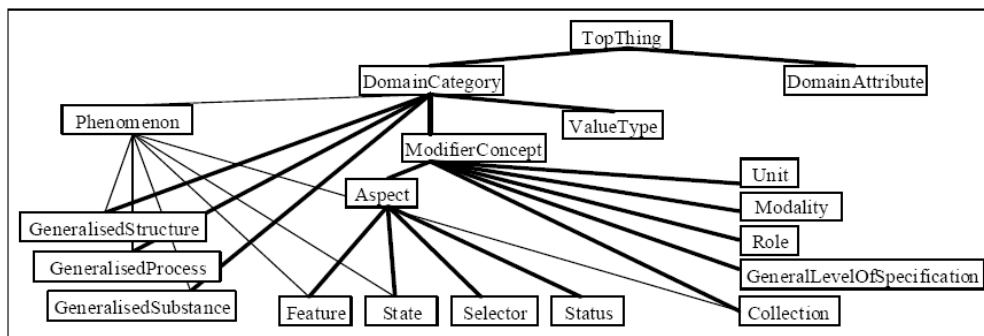 TopThing
DomainCategory
DomainAttribute
Phenomenon
ValueType
ModifierConcept
Unit
Aspect
Modality
GeneralisedStructure
Role
GeneralisedProcess
GeneralLevelOfSpecification
GeneralisedSubstance
Feature
State
Selector
Status
Collection